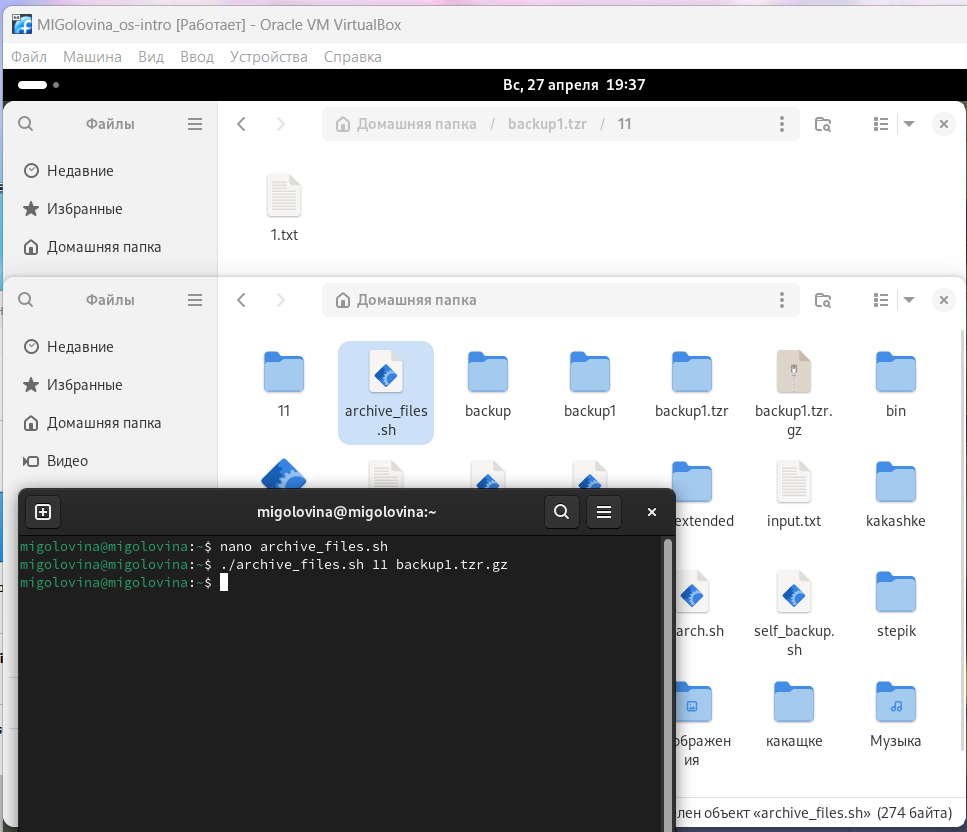 MIGolovina_os-intro [Работает] - Oracle VM VirtualBox
Файл Машина Вид Ввод Устройства Справка
Вс, 27 апреля 19:37
Файлы
Домашняя папка / backup1.tzr / 11
Недавние
Избранные
Домашняя папка
1.txt
Файлы
Домашняя папка
Недавние
Избранные
Домашняя папка
Видео
11
archive_files
.sh
backup
backup1
backup1.tzr
backup1.tzr.
gz
bin
extended
input.txt
kakashke
arch.sh
self_backup.
sh
stepik
ображен
ия
какащке
Музыка
migolovina@migolovina:~
migolovina@migolovina:~$ nano archive_files.sh
migolovina@migolovina:~$ ./archive_files.sh 11 backup1.tzr.gz
migolovina@migolovina:~$
лен объект «archive_files.sh» (274 байта)